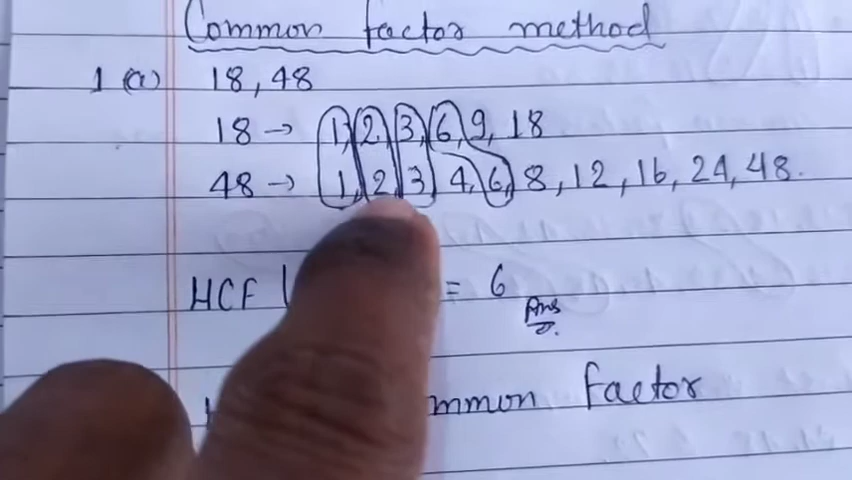 Common factor method
1 (a) 18, 48
18 → 1, 2, 3, 6, 9, 18
48 → 1, 2, 3, 4, 6, 8, 12, 16, 24, 48.
HCF = 6
Ans
factor